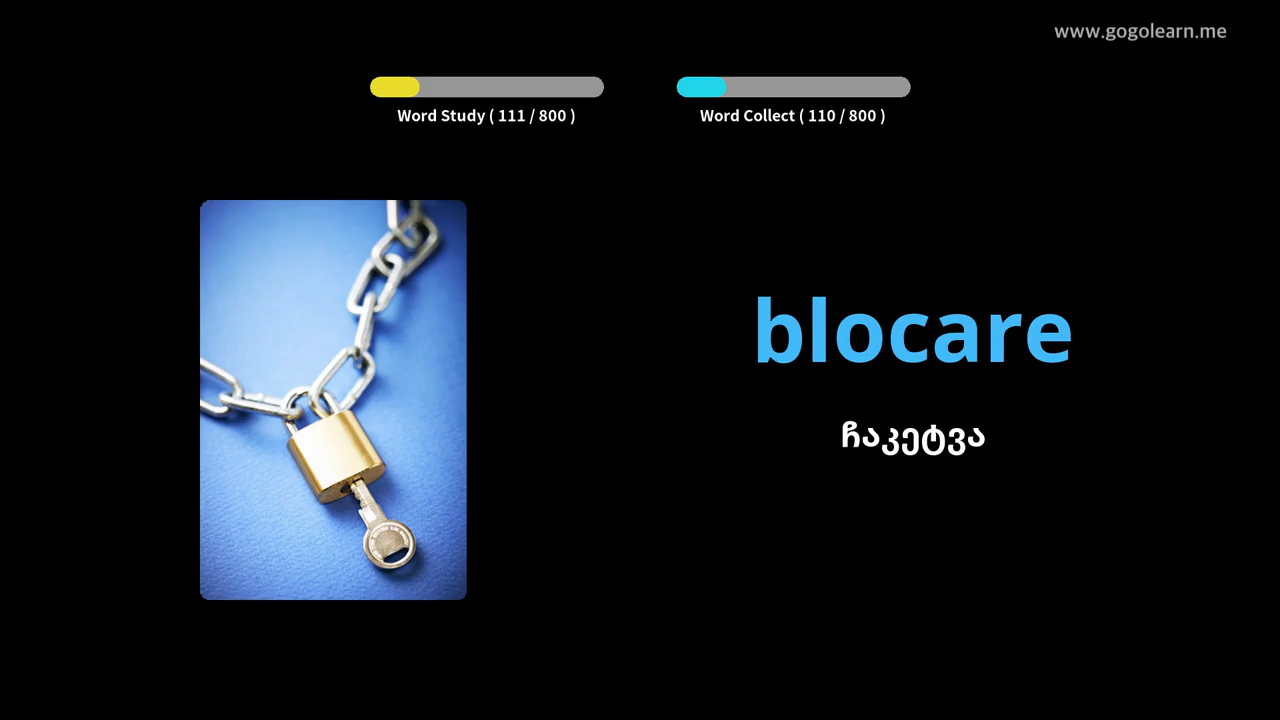 www.gogolearn.me
Word Study ( 111 / 800 )
Word Collect ( 110 / 800 )
blocare
ჩაკეტვა